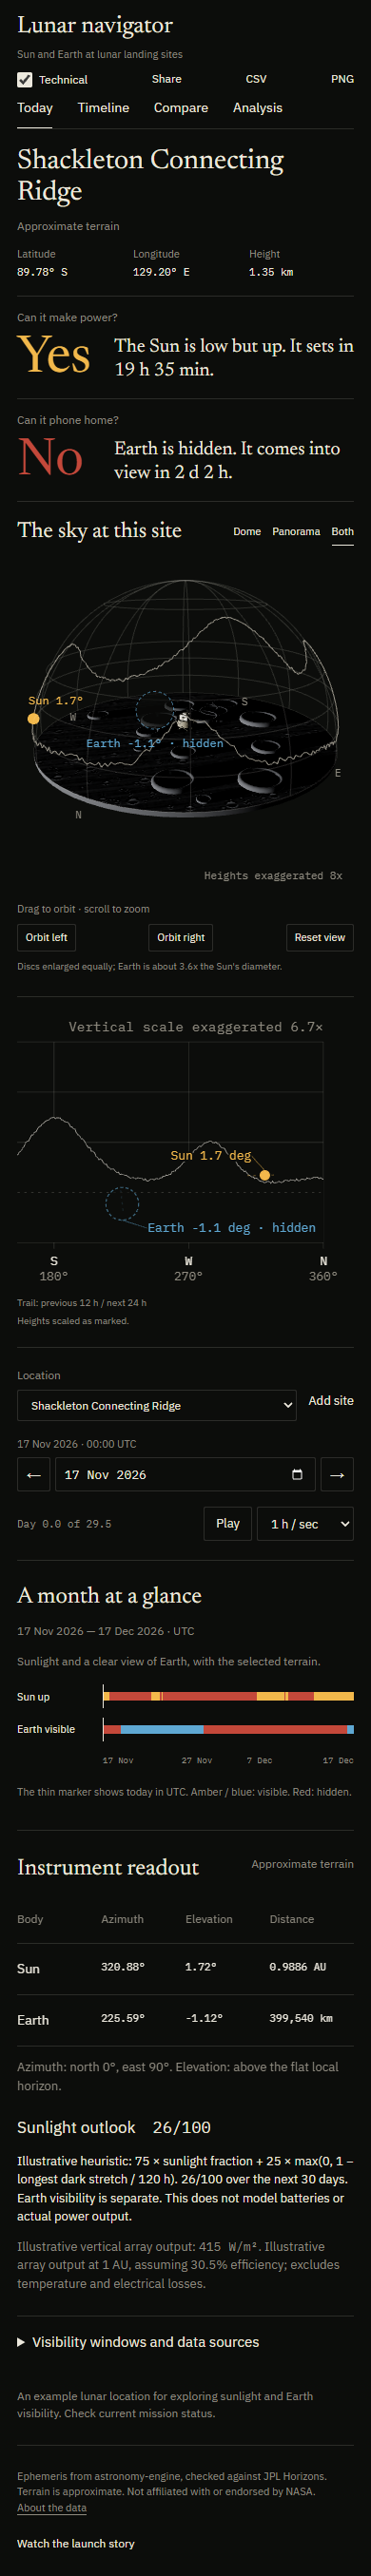 Lunar navigator
Sun and Earth at lunar landing sites
Technical
Share
CSV
PNG
Today
Timeline
Compare
Analysis
Shackleton Connecting
Ridge
Approximate terrain
Latitude
Longitude
Height
89.78° S
129.20° E
1.35 km
Can it make power?
Yes
The Sun is low but up. It sets in
19 h 35 min.
Can it phone home?
No
Earth is hidden. It comes into
view in 2 d 2 h.
The sky at this site
Dome
Panorama
Both
Sun 1.7°
W
S
Earth -1.1° · hidden
E
N
Heights exaggerated 8x
Drag to orbit · scroll to zoom
Orbit left
Orbit right
Reset view
Discs enlarged equally; Earth is about 3.6x the Sun's diameter.
Vertical scale exaggerated 6.7×
Sun 1.7 deg
Earth -1.1 deg · hidden
S
W
N
180°
270°
360°
Trail: previous 12 h / next 24 h
Heights scaled as marked.
Location
Shackleton Connecting Ridge
Add site
17 Nov 2026 · 00:00 UTC
←
17 Nov 2026
→
Day 0.0 of 29.5
Play
1 h / sec
A month at a glance
17 Nov 2026 — 17 Dec 2026 · UTC
Sunlight and a clear view of Earth, with the selected terrain.
Sun up
Earth visible
17 Nov
27 Nov
7 Dec
17 Dec
The thin marker shows today in UTC. Amber / blue: visible. Red: hidden.
Instrument readout
Approximate terrain
Body
Azimuth
Elevation
Distance
Sun
320.88°
1.72°
0.9886 AU
Earth
225.59°
-1.12°
399,540 km
Azimuth: north 0°, east 90°. Elevation: above the flat local
horizon.
Sunlight outlook 26/100
Illustrative heuristic: 75 × sunlight fraction + 25 × max(0, 1 −
longest dark stretch / 120 h). 26/100 over the next 30 days.
Earth visibility is separate. This does not model batteries or
actual power output.
Illustrative vertical array output: 415 W/m². Illustrative
array output at 1 AU, assuming 30.5% efficiency; excludes
temperature and electrical losses.
Visibility windows and data sources
An example lunar location for exploring sunlight and Earth
visibility. Check current mission status.
Ephemeris from astronomy-engine, checked against JPL Horizons.
Terrain is approximate. Not affiliated with or endorsed by NASA.
About the data
Watch the launch story